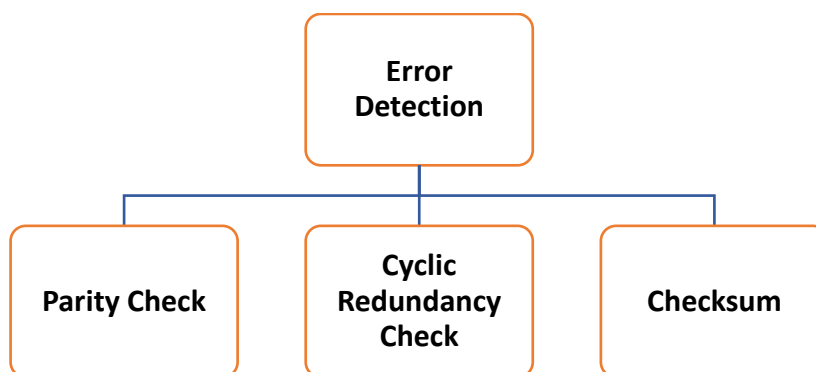 Error
Detection
Parity Check
Cyclic
Redundancy
Check
Checksum